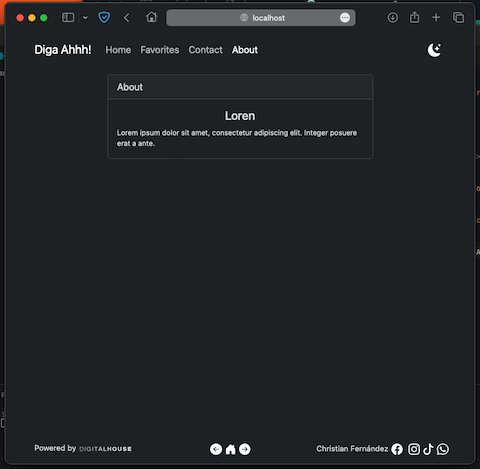 localhost
Diga Ahhh! Home Favorites Contact About
About
Loren
Lorem ipsum dolor sit amet, consectetur adipiscing elit. Integer posuere
erat a ante.
Powered by DIGITALHOUSE Christian Fernández